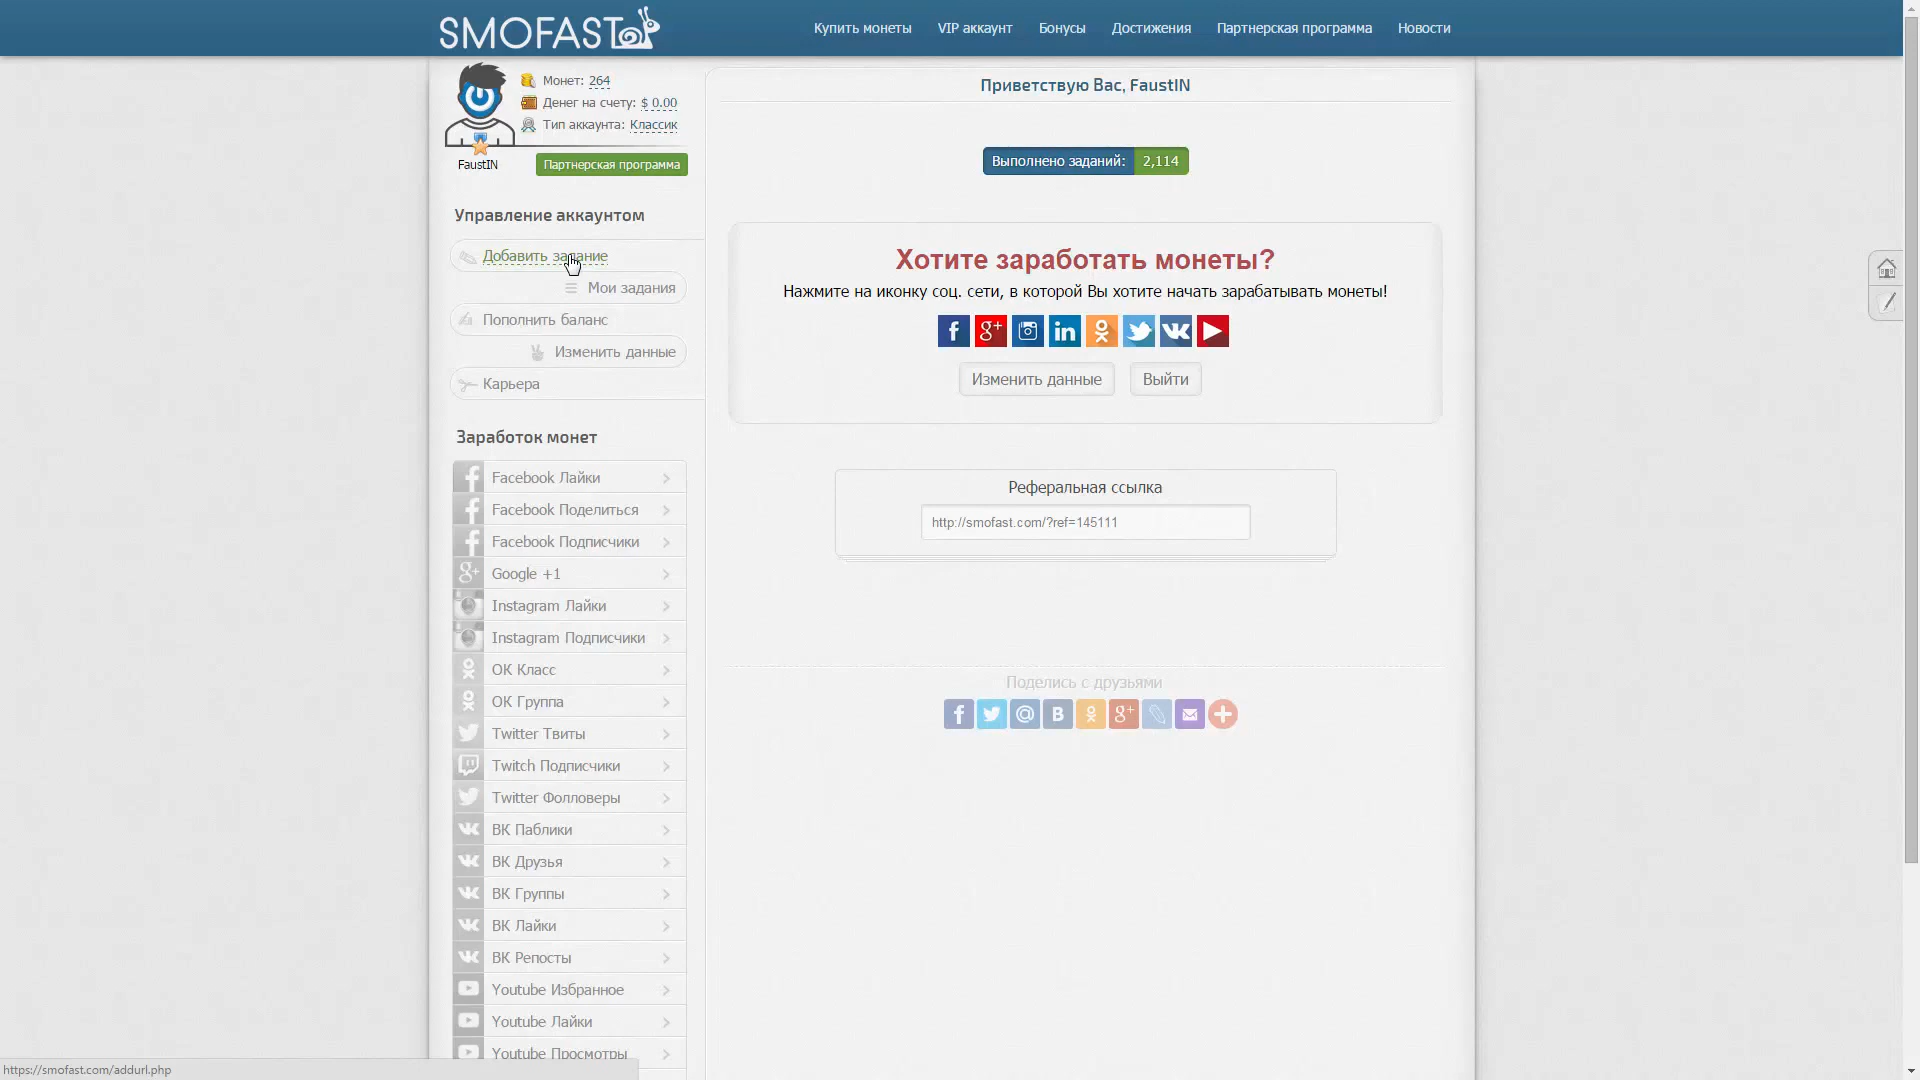 SMOFAST
Купить монеты VIP аккаунт Бонусы Достижения Партнерская программа Новости
Монет: 264
Денег на счету: $ 0.00
Тип аккаунта: Классик
FaustIN
Партнерская программа
Управление аккаунтом
Добавить задание
Мои задания
Пополнить баланс
Изменить данные
Карьера
Заработок монет
Facebook Лайки
Facebook Поделиться
Facebook Подписчики
Google +1
Instagram Лайки
Instagram Подписчики
ОК Класс
ОК Группа
Twitter Твиты
Twitch Подписчики
Twitter Фолловеры
ВК Паблики
ВК Друзья
ВК Группы
ВК Лайки
ВК Репосты
Youtube Избранное
Youtube Лайки
Youtube Просмотры
Приветствую Вас, FaustIN
Выполнено заданий: 2,114
Хотите заработать монеты?
Нажмите на иконку соц. сети, в которой Вы хотите начать зарабатывать монеты!
Изменить данные Выйти
Реферальная ссылка
http://smofast.com/?ref=145111
Поделись с друзьями
https://smofast.com/addurl.php